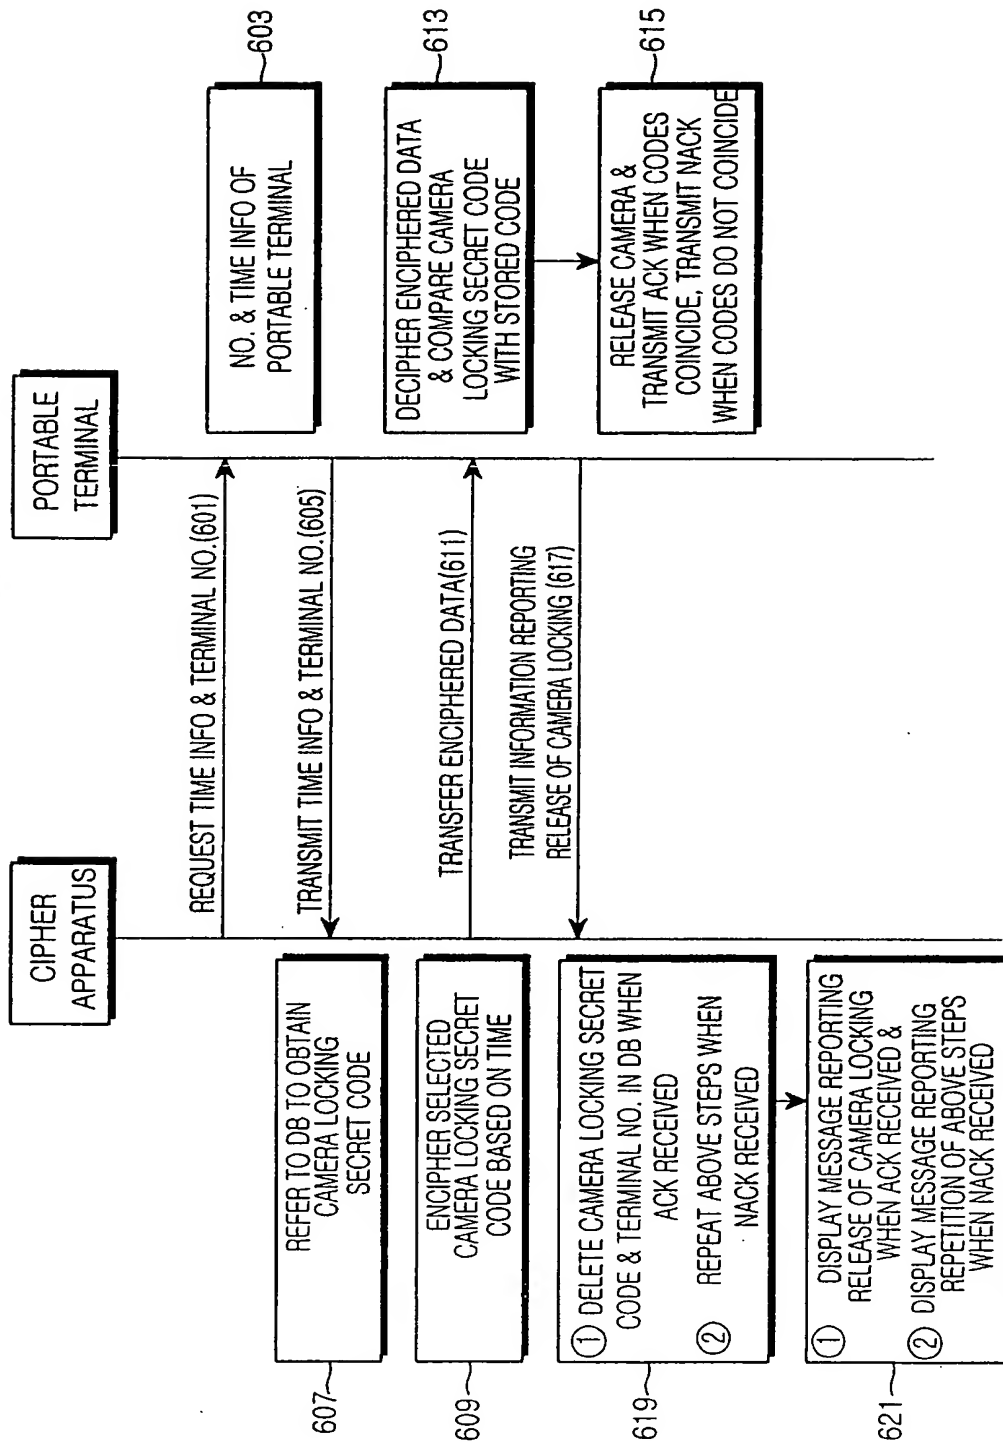 CIPHER
APPARATUS
PORTABLE
TERMINAL
REQUEST TIME INFO & TERMINAL NO.(601)
NO. & TIME INFO OF
PORTABLE TERMINAL
603
TRANSMIT TIME INFO & TERMINAL NO.(605)
607
REFER TO DB TO OBTAIN
CAMERA LOCKING
SECRET CODE
609
ENCIPHER SELECTED
CAMERA LOCKING SECRET
CODE BASED ON TIME
TRANSFER ENCIPHERED DATA(611)
DECIPHER ENCIPHERED DATA
& COMPARE CAMERA
LOCKING SECRET CODE
WITH STORED CODE
613
RELEASE CAMERA &
TRANSMIT ACK WHEN CODES
COINCIDE, TRANSMIT NACK
WHEN CODES DO NOT COINCIDE
615
TRANSMIT INFORMATION REPORTING
RELEASE OF CAMERA LOCKING (617)
619
① DELETE CAMERA LOCKING SECRET
CODE & TERMINAL NO. IN DB WHEN
ACK RECEIVED
② REPEAT ABOVE STEPS WHEN
NACK RECEIVED
621
① DISPLAY MESSAGE REPORTING
RELEASE OF CAMERA LOCKING
WHEN ACK RECEIVED &
② DISPLAY MESSAGE REPORTING
REPETITION OF ABOVE STEPS
WHEN NACK RECEIVED